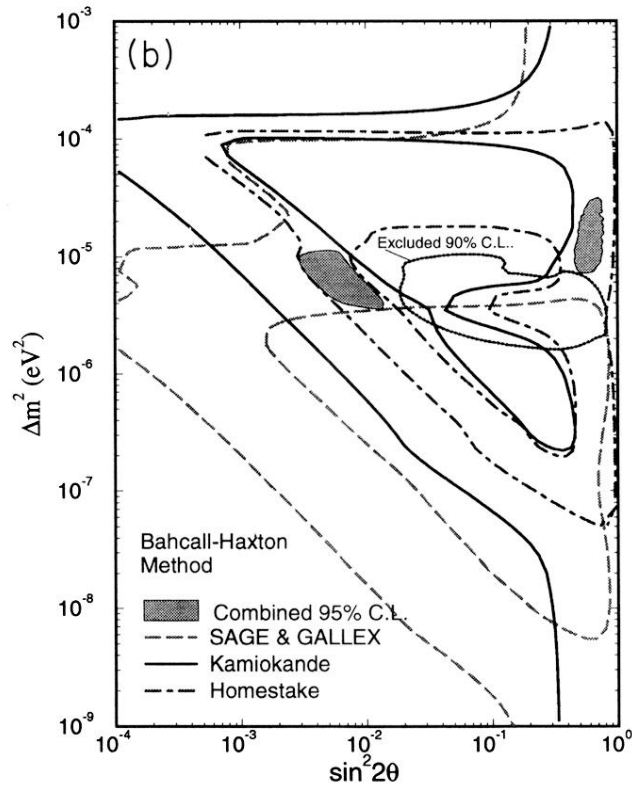 (b)
10⁻³
10⁻⁴
10⁻⁵
10⁻⁶
10⁻⁷
10⁻⁸
10⁻⁹
Δm² (eV²)
Excluded 90% C.L..
Bahcall-Haxton
Method
Combined 95% C.L.
SAGE & GALLEX
Kamiokande
Homestake
10⁻⁴ 10⁻³ 10⁻² 10⁻¹ 10⁰
sin²2θ